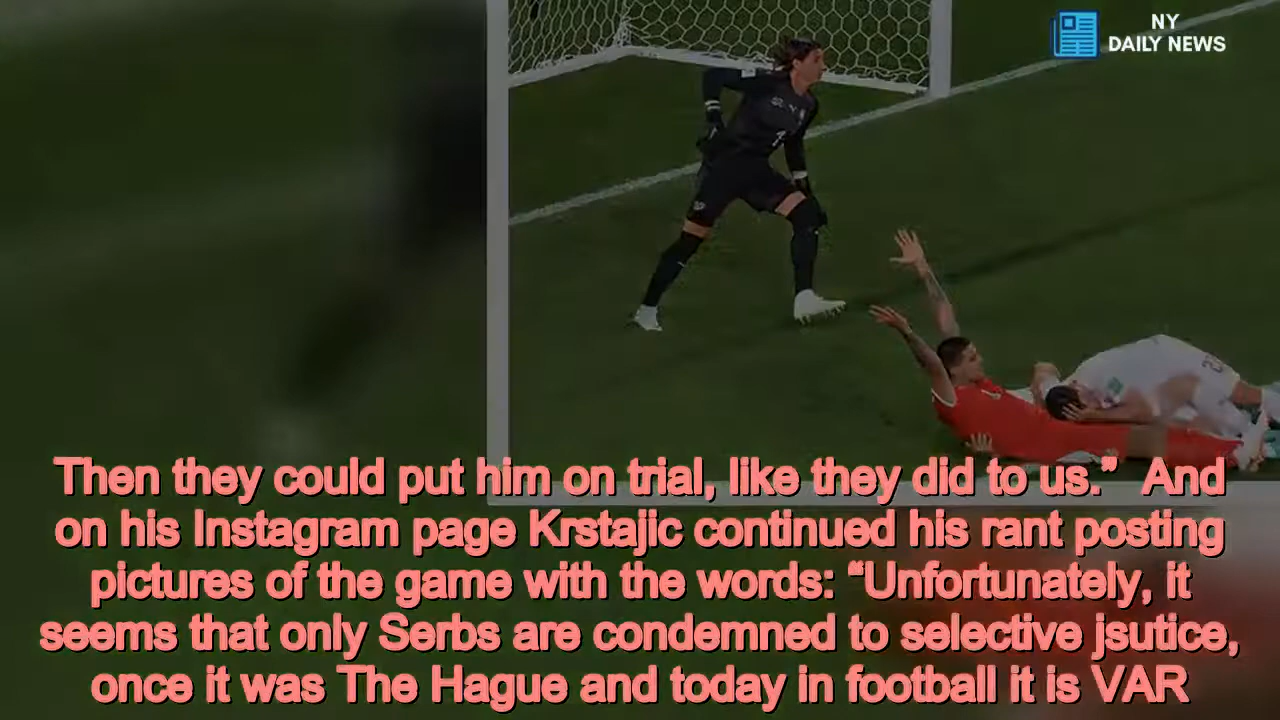 NY
DAILY NEWS
Then they could put him on trial, like they did to us.” And
on his Instagram page Krstajic continued his rant posting
pictures of the game with the words: “Unfortunately, it
seems that only Serbs are condemned to selective jsutice,
once it was The Hague and today in football it is VAR